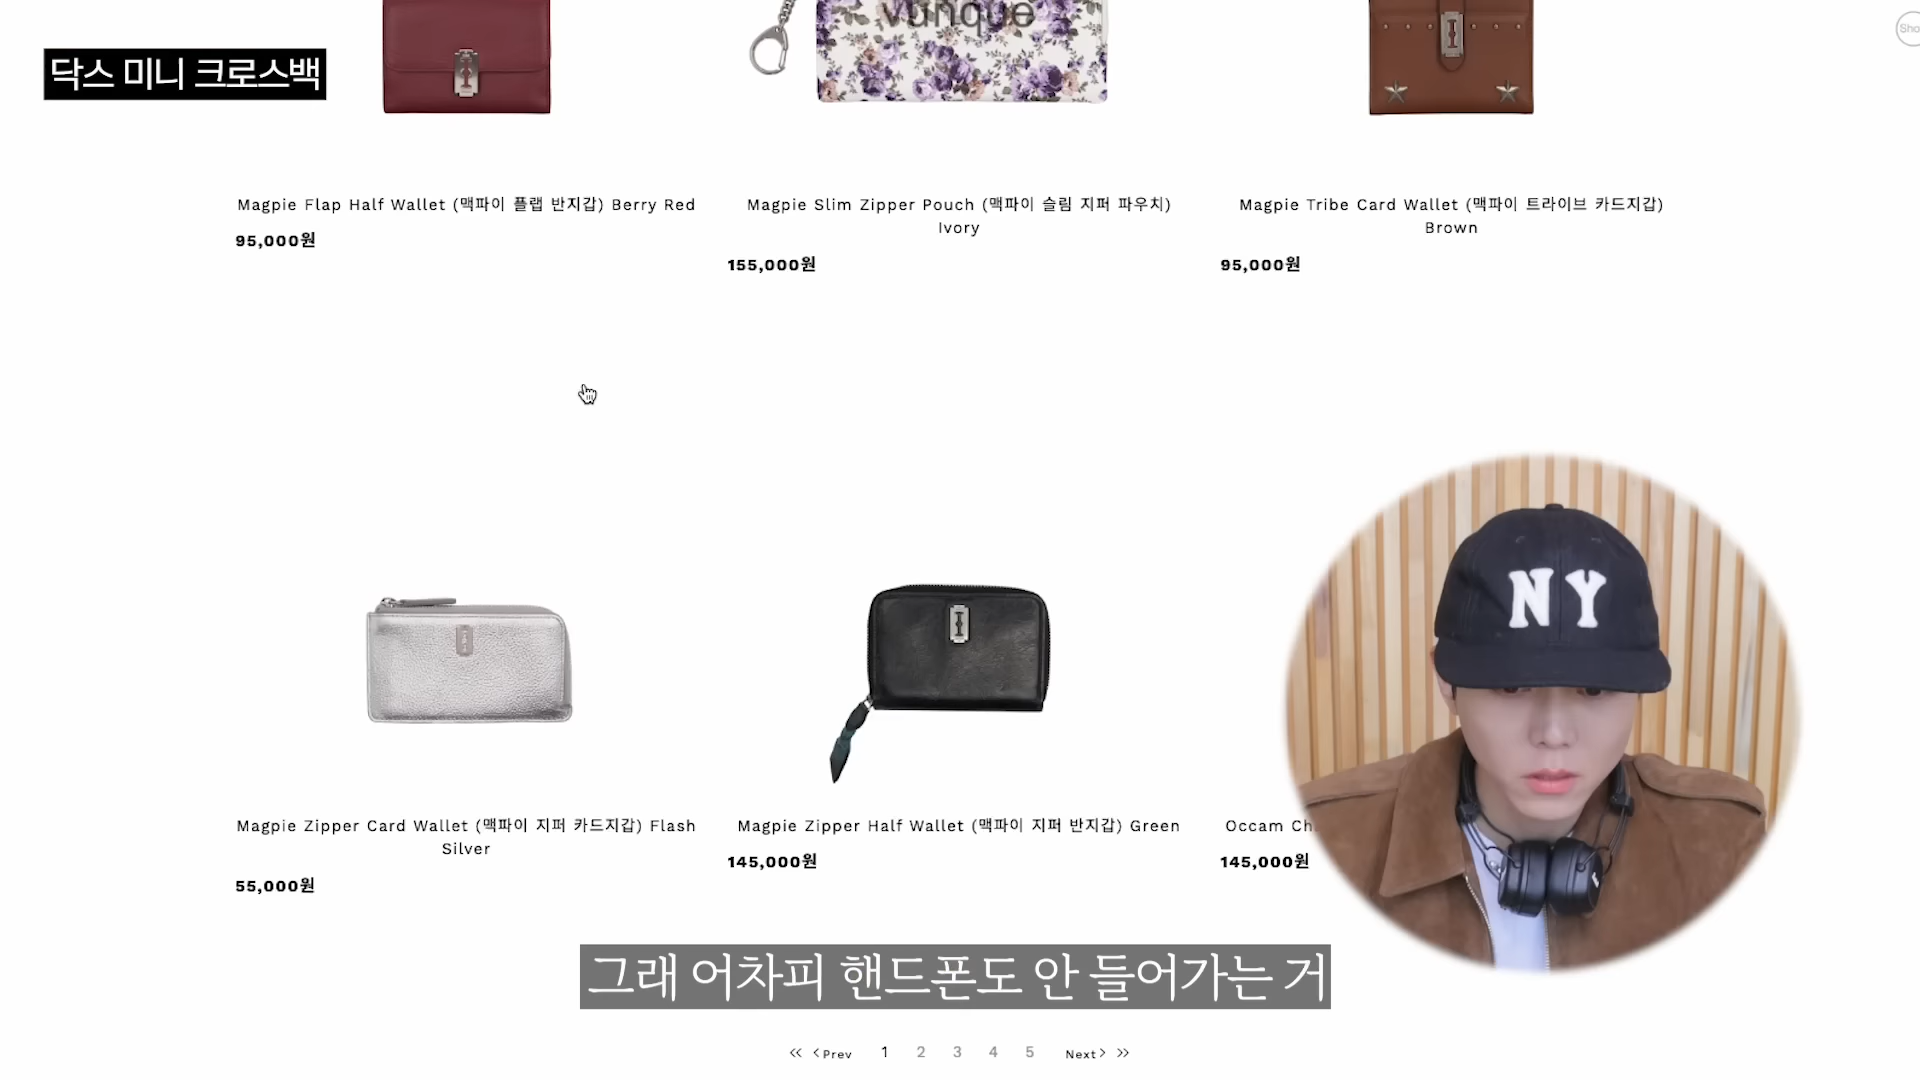 vunque
Sho
닥스 미니 크로스백
Magpie Flap Half Wallet (맥파이 플랩 반지갑) Berry Red
95,000원
Magpie Slim Zipper Pouch (맥파이 슬림 지퍼 파우치)
Ivory
155,000원
Magpie Tribe Card Wallet (맥파이 트라이브 카드지갑)
Brown
95,000원
NY
Magpie Zipper Card Wallet (맥파이 지퍼 카드지갑) Flash
Silver
55,000원
Magpie Zipper Half Wallet (맥파이 지퍼 반지갑) Green
145,000원
Occam Ch
145,000원
그래 어차피 핸드폰도 안 들어가는 거
<< < Prev 1 2 3 4 5 Next > >>